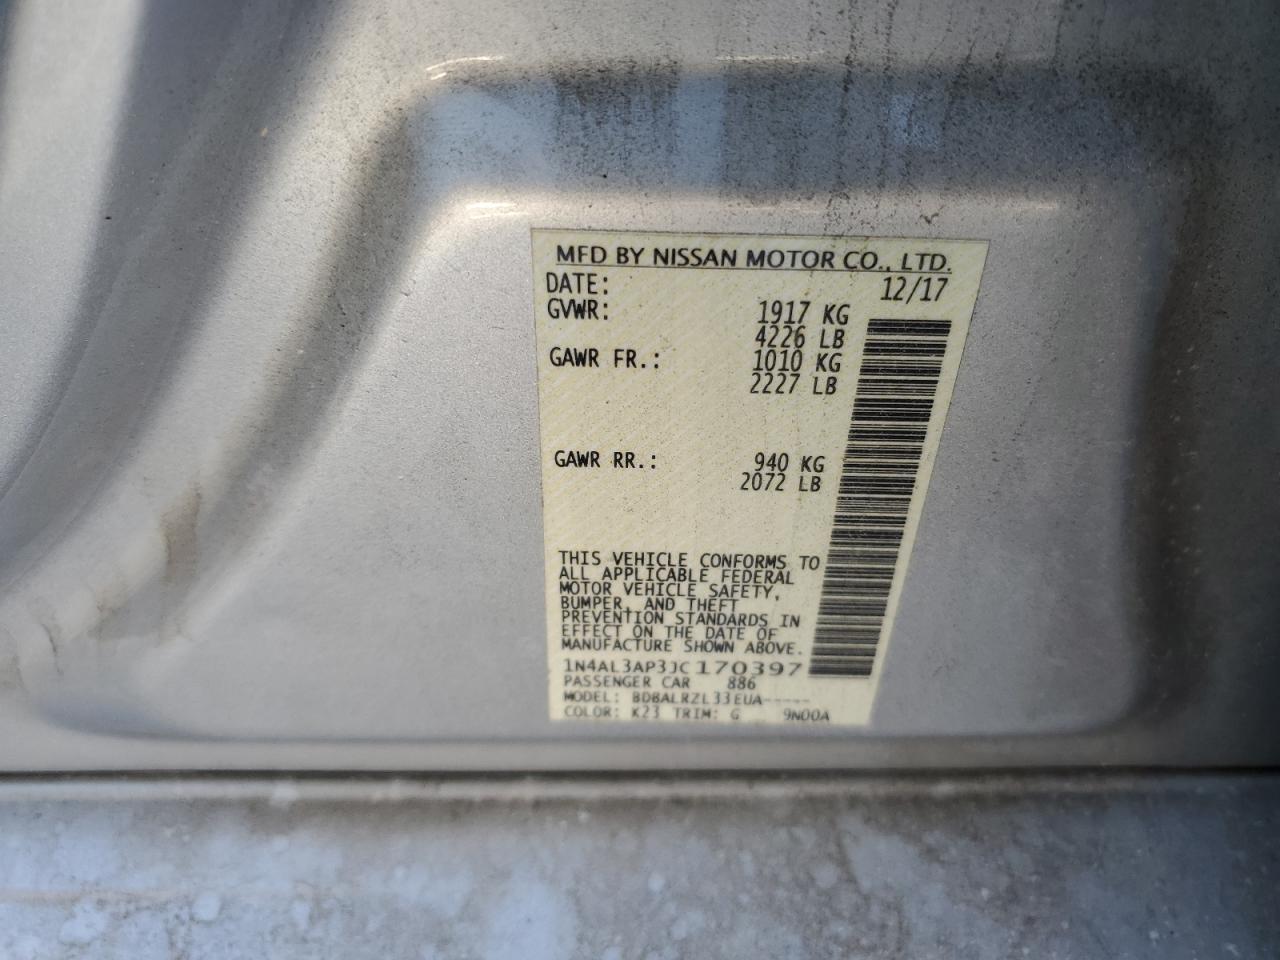 MFD BY NISSAN MOTOR CO., LTD.
DATE: 12/17
GVWR: 1917 KG
4226 LB
GAWR FR.: 1010 KG
2227 LB
GAWR RR.: 940 KG
2072 LB
THIS VEHICLE CONFORMS TO
ALL APPLICABLE FEDERAL
MOTOR VEHICLE SAFETY,
BUMPER, AND THEFT
PREVENTION STANDARDS IN
EFFECT ON THE DATE OF
MANUFACTURE SHOWN ABOVE.
1N4AL3AP3JC170397
PASSENGER CAR 886
MODEL: BDBALRZL33EUA-----
COLOR: K23 TRIM: G 9N00A